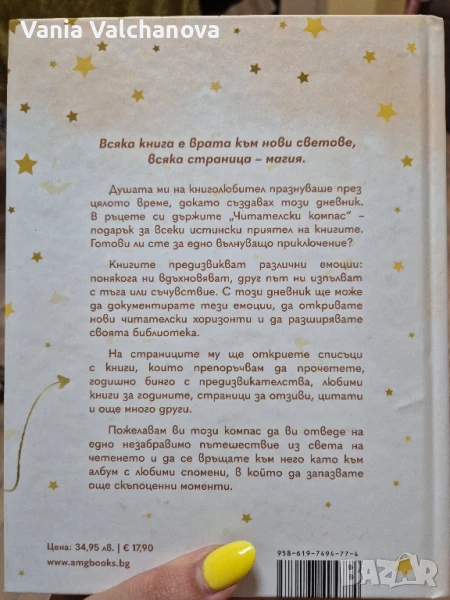 Vania Valchanova
Всяка книга е врата към нови светове,
всяка страница – магия.
Душата ми на книголюбител празнуваше през
цялото време, докато създавах този дневник.
В ръцете си държите „Читателски компас“ –
подарък за всеки истински приятел на книгите.
Готови ли сте за едно вълнуващо приключение?
Книгите предизвикват различни емоции:
понякога ни вдъхновяват, друг път ни изпълват
с тъга или съчувствие. С този дневник ще може
да документирате тези емоции, да откривате
нови читателски хоризонти и да разширявате
своята библиотека.
На страниците му ще откриете списъци
с книги, които препоръчвам да прочетете,
годишно бинго с предизвикателства, любими
книги за годините, страници за отзиви, цитати
и още много други.
Пожелавам ви този компас да ви отведе на
едно незабравимо пътешествие из света на
четенето и да се връщате към него като към
албум с любими спомени, в който да запазвате
още скъпоценни моменти.
Цена: 34,95 лв. | € 17,90
www.amgbooks.bg
958-619-7494-77-4
BAZAR
bg